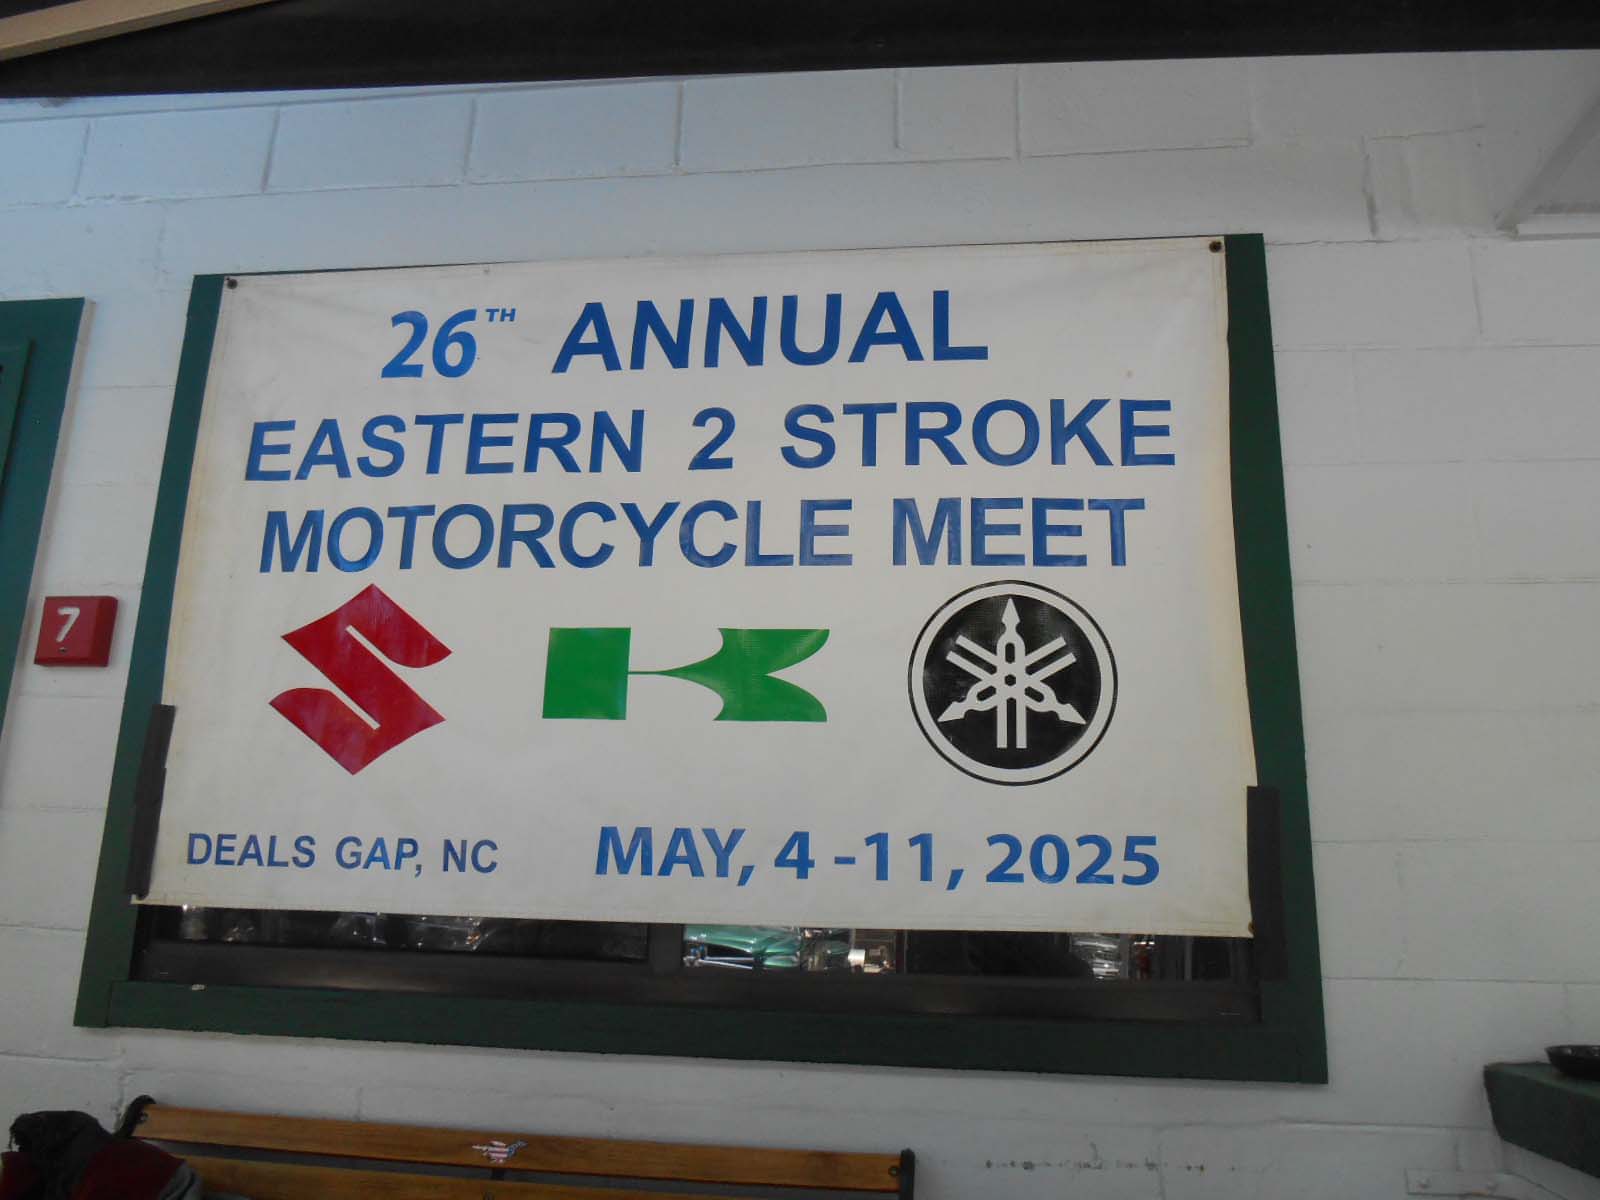 26TH ANNUAL
EASTERN 2 STROKE
MOTORCYCLE MEET
DEALS GAP, NC
MAY, 4 -11, 2025
7